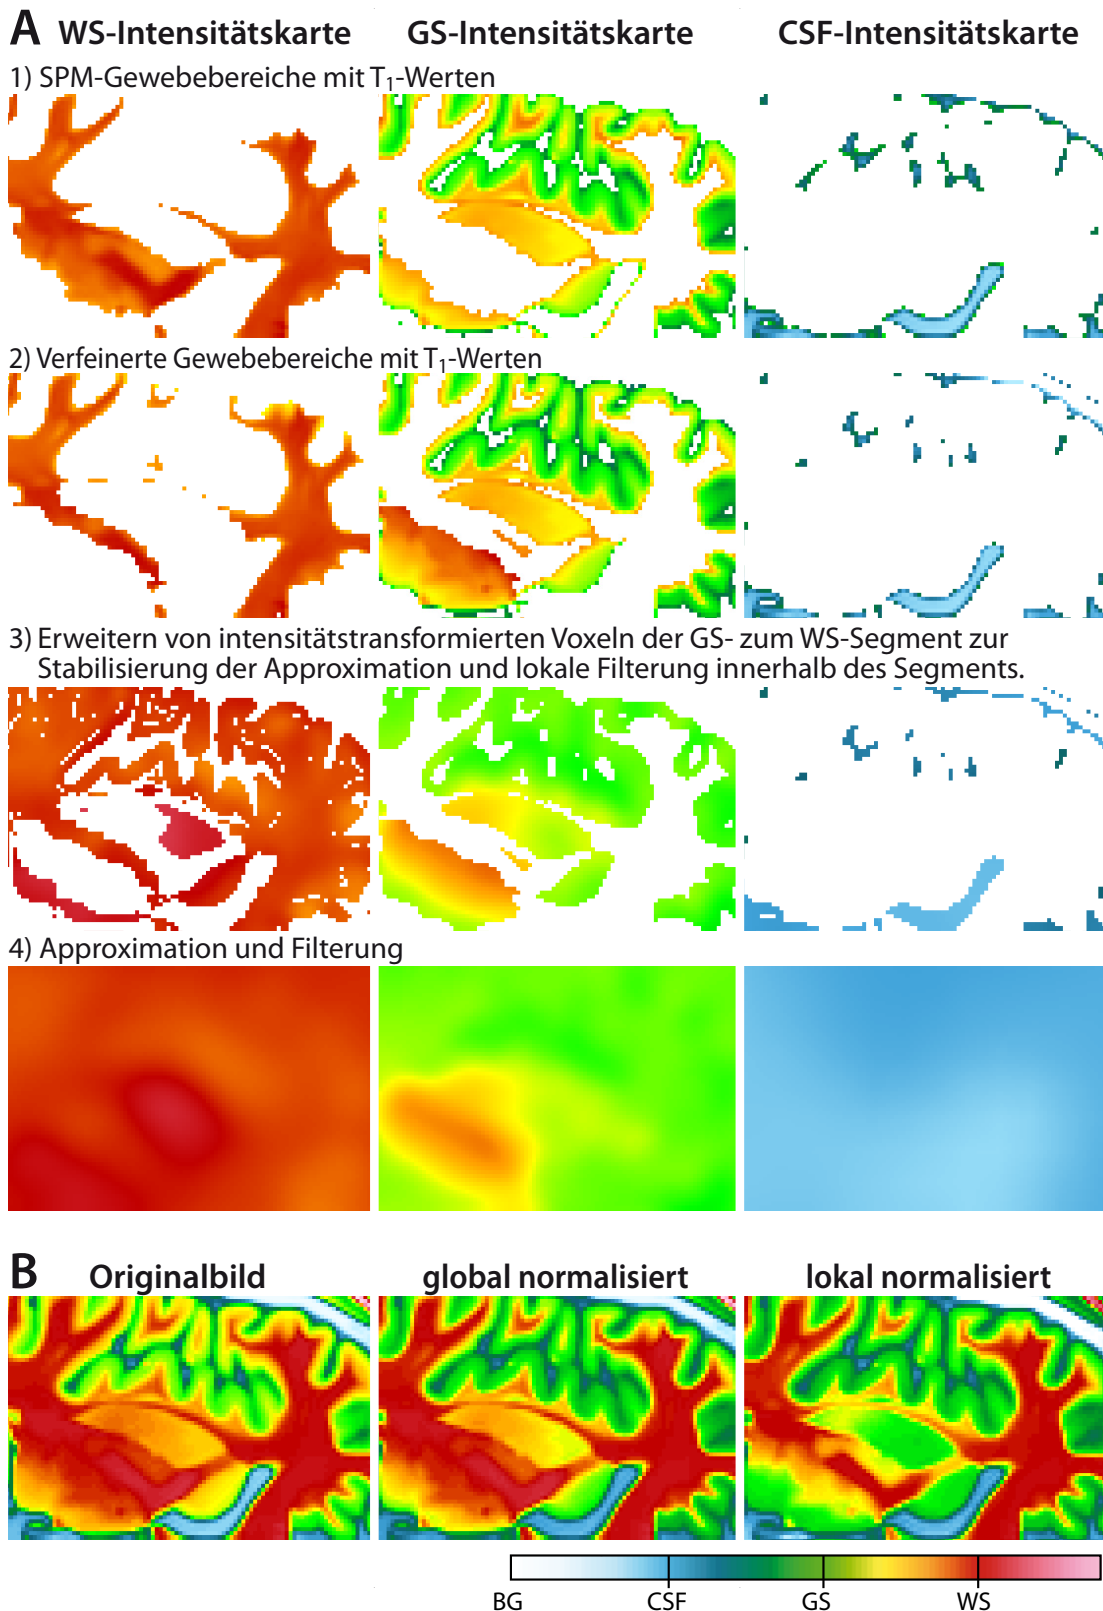 A WS-Intensitätskarte GS-Intensitätskarte CSF-Intensitätskarte
1) SPM-Gewebebereiche mit T₁-Werten
2) Verfeinerte Gewebebereiche mit T₁-Werten
3) Erweitern von intensitätstransformierten Voxeln der GS- zum WS-Segment zur
Stabilisierung der Approximation und lokale Filterung innerhalb des Segments.
4) Approximation und Filterung
B Originalbild global normalisiert lokal normalisiert
BG CSF GS WS